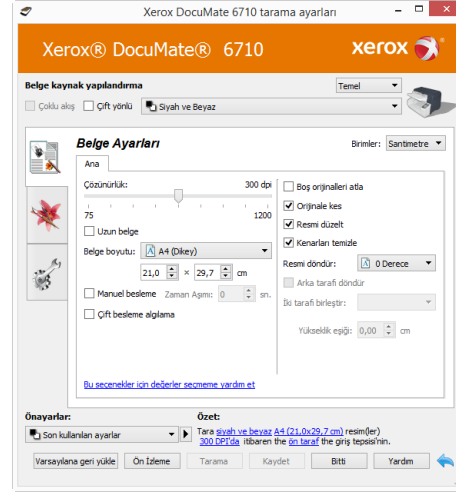 Xerox DocuMate 6710 tarama ayarları
Xerox® DocuMate® 6710
xerox
Belge kaynak yapılandırma
Temel
Çoklu akış
Çift yönlü
Siyah ve Beyaz
Belge Ayarları
Birimler: Santimetre
Ana
Çözünürlük: 300 dpi
75 1200
Uzun belge
Belge boyutu: A4 (Dikey)
21,0 × 29,7 cm
Manuel besleme Zaman Aşımı: 0 sn.
Çift besleme algılama
Boş orijinalleri atla
Orijinale kes
Resmi düzelt
Kenarları temizle
Resmi döndür: 0 Derece
Arka tarafı döndür
İki tarafı birleştir:
Yükseklik eşiği: 0,00 cm
Bu seçenekler için değerler seçmeme yardım et
Önayarlar:
Son kullanılan ayarlar
Özet:
Tara siyah ve beyaz A4 (21,0x29,7 cm) resim(ler)
300 DPI'da itibaren the ön taraf the giriş tepsisi'nin.
Varsayılana geri yükle
Ön İzleme
Tarama
Kaydet
Bitti
Yardım